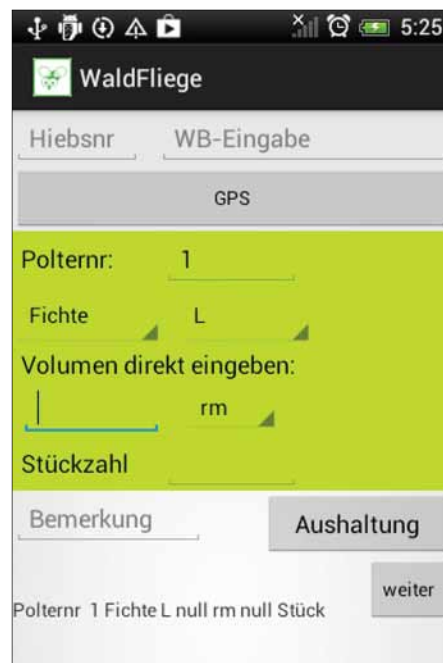 5:25
WaldFliege
Hiebsnr WB-Eingabe
GPS
Polternr: 1
Fichte L
Volumen direkt eingeben:
rm
Stückzahl
Bemerkung Aushaltung
weiter
Polternr 1 Fichte L null rm null Stück